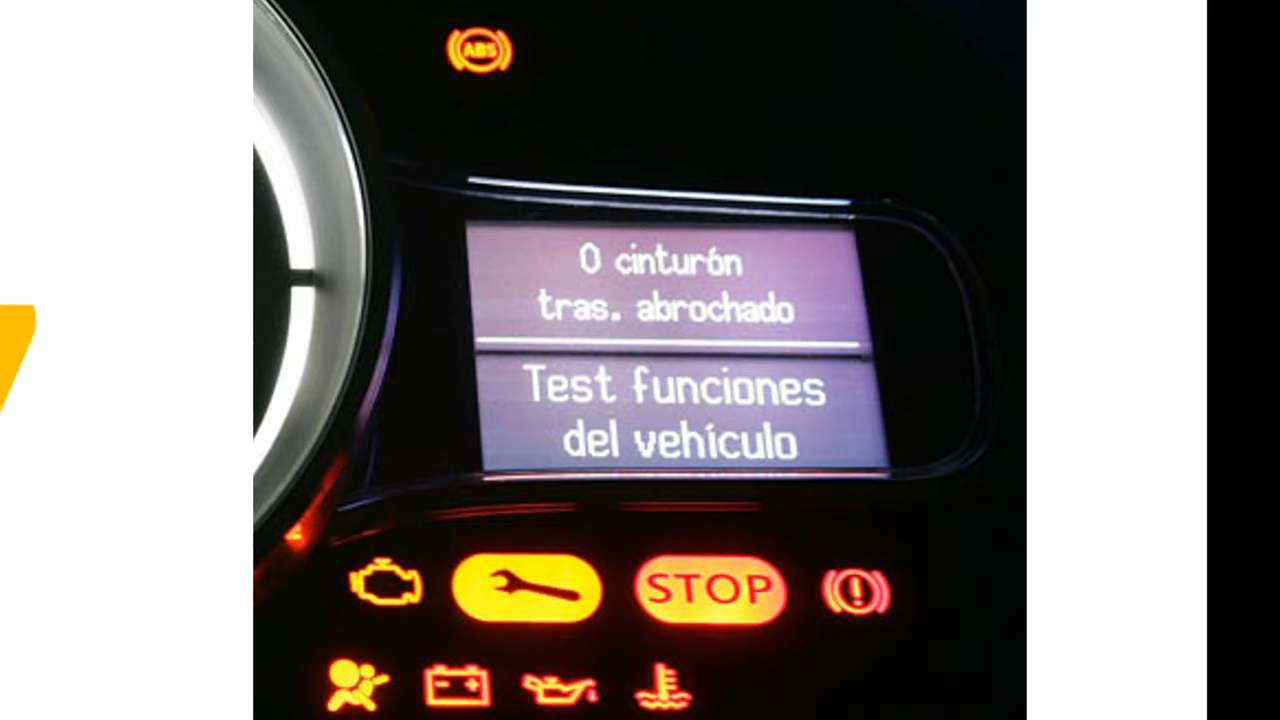 ABS
0 cinturón
tras. abrochado
Test funciones
del vehículo
STOP